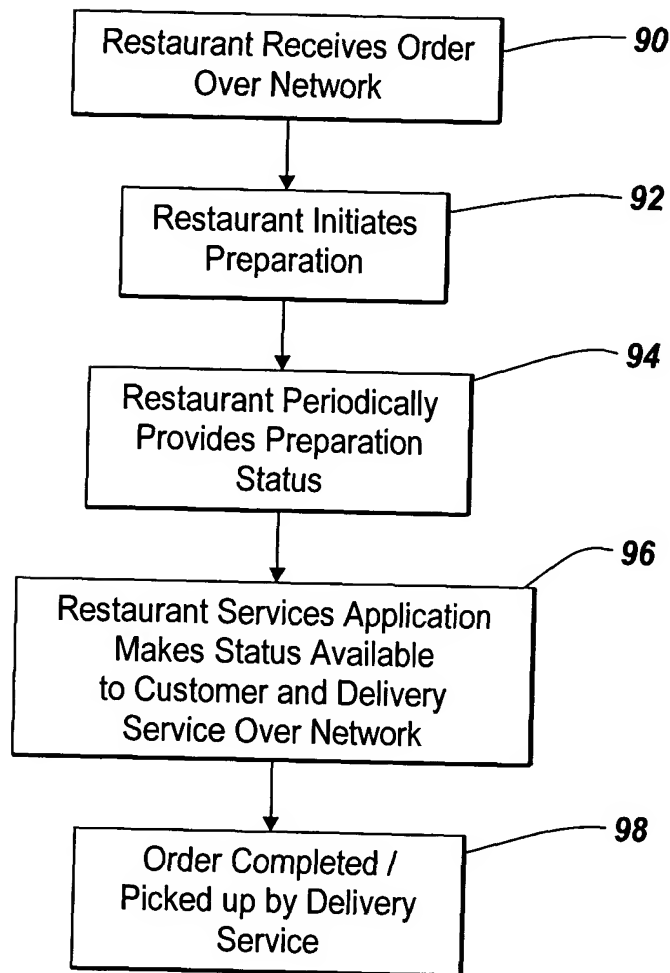 Restaurant Receives Order
Over Network
90
Restaurant Initiates
Preparation
92
Restaurant Periodically
Provides Preparation
Status
94
Restaurant Services Application
Makes Status Available
to Customer and Delivery
Service Over Network
96
Order Completed /
Picked up by Delivery
Service
98